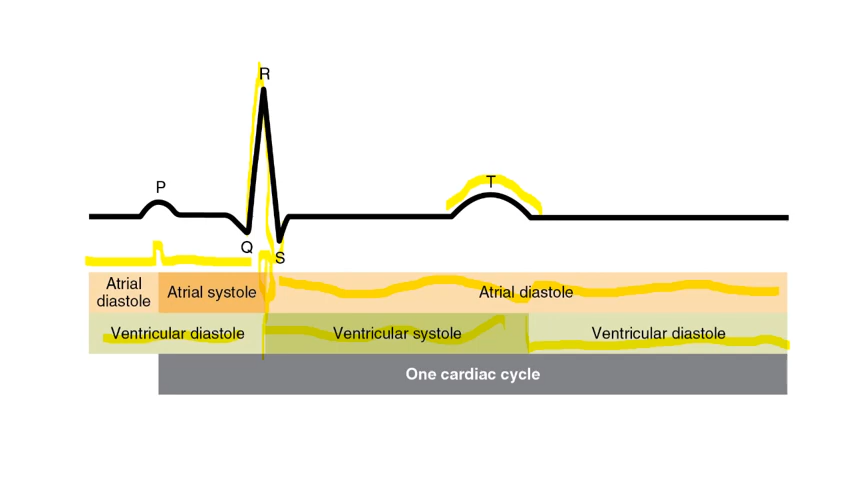 R
P
T
Q
S
Atrial
diastole
Atrial systole
Atrial diastole
Ventricular diastole
Ventricular systole
Ventricular diastole
One cardiac cycle